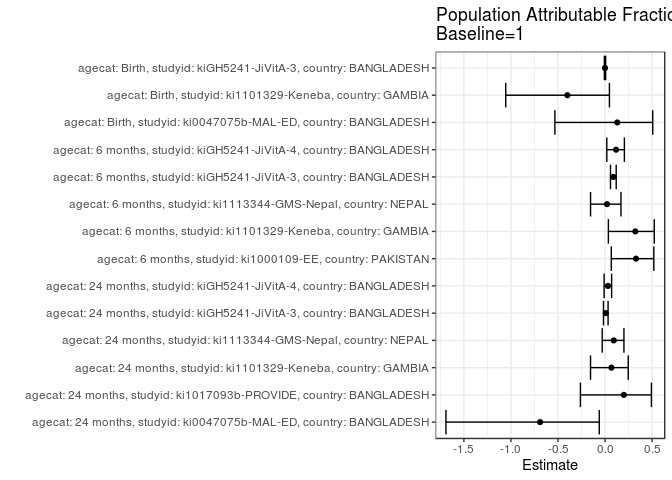 Population Attributable Fractic
Baseline=1
agecat: Birth, studyid: kiGH5241-JiVitA-3, country: BANGLADESH
agecat: Birth, studyid: ki1101329-Keneba, country: GAMBIA
agecat: Birth, studyid: ki0047075b-MAL-ED, country: BANGLADESH
agecat: 6 months, studyid: kiGH5241-JiVitA-4, country: BANGLADESH
agecat: 6 months, studyid: kiGH5241-JiVitA-3, country: BANGLADESH
agecat: 6 months, studyid: ki1113344-GMS-Nepal, country: NEPAL
agecat: 6 months, studyid: ki1101329-Keneba, country: GAMBIA
agecat: 6 months, studyid: ki1000109-EE, country: PAKISTAN
agecat: 24 months, studyid: kiGH5241-JiVitA-4, country: BANGLADESH
agecat: 24 months, studyid: kiGH5241-JiVitA-3, country: BANGLADESH
agecat: 24 months, studyid: ki1113344-GMS-Nepal, country: NEPAL
agecat: 24 months, studyid: ki1101329-Keneba, country: GAMBIA
agecat: 24 months, studyid: ki1017093b-PROVIDE, country: BANGLADESH
agecat: 24 months, studyid: ki0047075b-MAL-ED, country: BANGLADESH
-1.5 -1.0 -0.5 0.0 0.5
Estimate